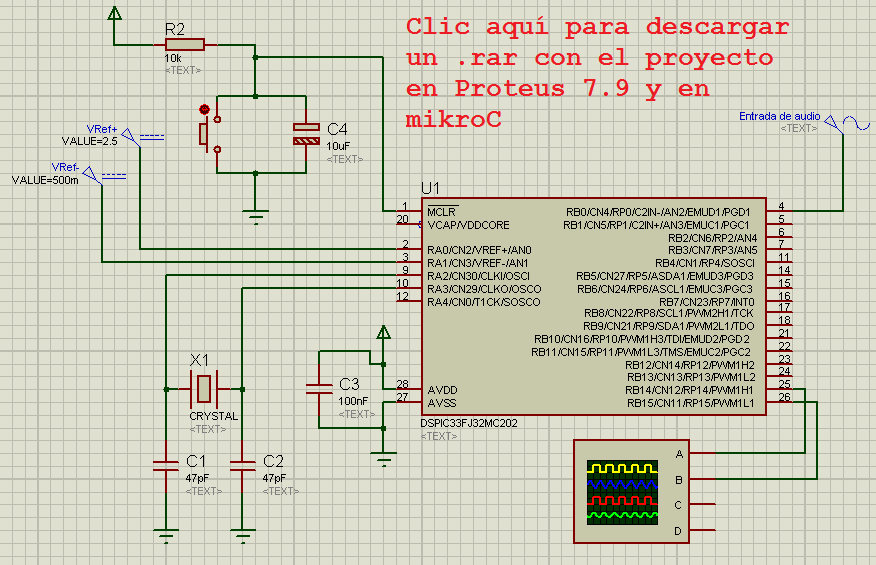 Clic aquí para descargar
un .rar con el proyecto
en Proteus 7.9 y en
mikroC
R2
10k
<TEXT>
C4
10uF
<TEXT>
VRef+
VALUE=2.5
VRef-
VALUE=500m
Entrada de audio
<TEXT>
U1
1 MCLR
20 VCAP/VDDCORE
2 RA0/CN2/VREF+/AN0
3 RA1/CN3/VREF-/AN1
9 RA2/CN30/CLKI/OSCI
10 RA3/CN29/CLKO/OSCO
12 RA4/CN0/T1CK/SOSCO
28 AVDD
27 AVSS
RB0/CN4/RP0/C2IN-/AN2/EMUD1/PGD1 4
RB1/CN5/RP1/C2IN+/AN3/EMUC1/PGC1 5
RB2/CN6/RP2/AN4 6
RB3/CN7/RP3/AN5 7
RB4/CN1/RP4/SOSCI 11
RB5/CN27/RP5/ASDA1/EMUD3/PGD3 14
RB6/CN24/RP6/ASCL1/EMUC3/PGC3 15
RB7/CN23/RP7/INT0 16
RB8/CN22/RP8/SCL1/PWM2H1/TCK 17
RB9/CN21/RP9/SDA1/PWM2L1/TDO 18
RB10/CN16/RP10/PWM1H3/TDI/EMUD2/PGD2 21
RB11/CN15/RP11/PWM1L3/TMS/EMUC2/PGC2 22
RB12/CN14/RP12/PWM1H2 23
RB13/CN13/RP13/PWM1L2 24
RB14/CN12/RP14/PWM1H1 25
RB15/CN11/RP15/PWM1L1 26
DSPIC33FJ32MC202
<TEXT>
X1
CRYSTAL
<TEXT>
C3
100nF
<TEXT>
C1
47pF
<TEXT>
C2
47pF
<TEXT>
A
B
C
D